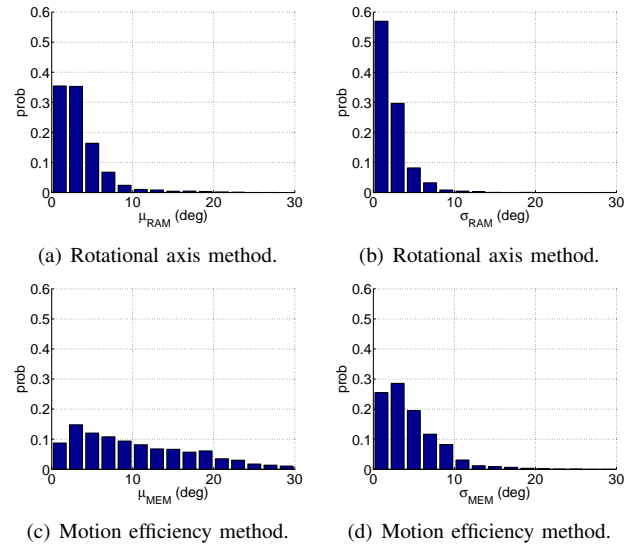 0.6 0.6
0.5 0.5
0.4 0.4
prob prob
0.3 0.3
0.2 0.2
0.1 0.1
0 0
0 10 20 30 0 10 20 30
μRAM (deg) σRAM (deg)
(a) Rotational axis method. (b) Rotational axis method.
0.6 0.6
0.5 0.5
0.4 0.4
prob prob
0.3 0.3
0.2 0.2
0.1 0.1
0 0
0 10 20 30 0 10 20 30
μMEM (deg) σMEM (deg)
(c) Motion efficiency method. (d) Motion efficiency method.